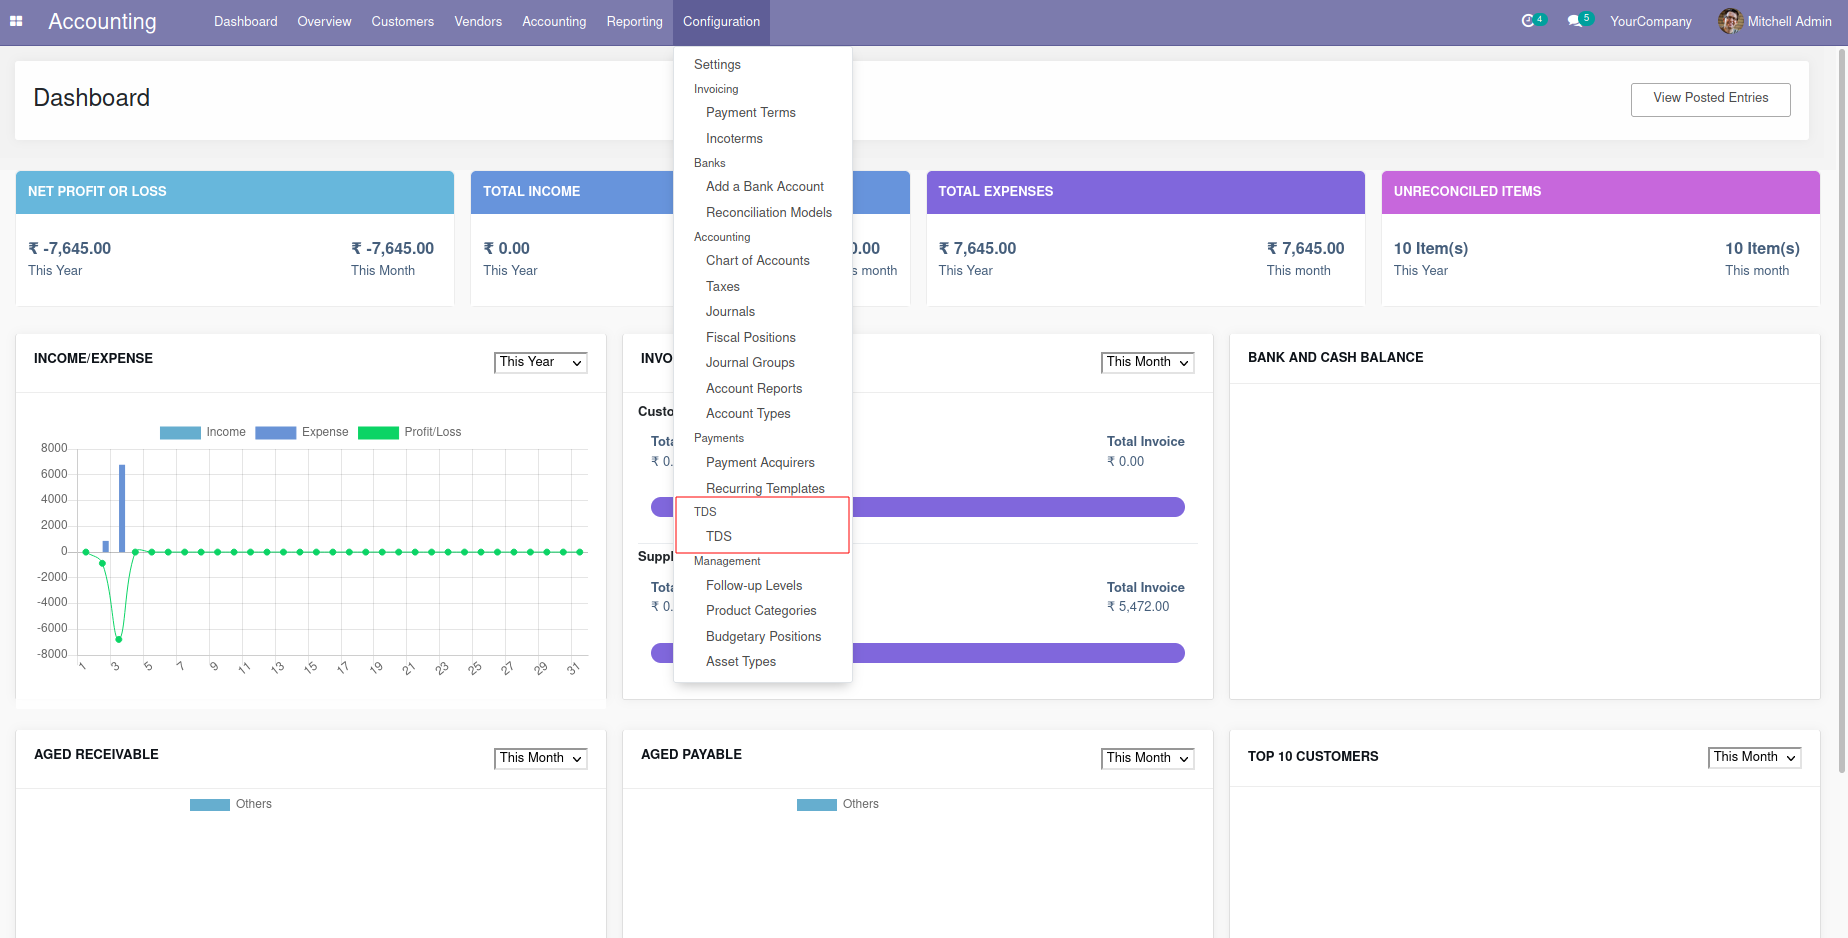 Accounting
Dashboard Overview Customers Vendors Accounting Reporting Configuration
4 5 YourCompany Mitchell Admin
Settings
Invoicing
Payment Terms
Incoterms
Banks
Add a Bank Account
Reconciliation Models
Accounting
Chart of Accounts
Taxes
Journals
Fiscal Positions
Journal Groups
Account Reports
Account Types
Payments
Payment Acquirers
Recurring Templates
TDS
TDS
Management
Follow-up Levels
Product Categories
Budgetary Positions
Asset Types
Dashboard
View Posted Entries
NET PROFIT OR LOSS
₹ -7,645.00 ₹ -7,645.00
This Year This Month
TOTAL INCOME
₹ 0.00 0.00
This Year s month
TOTAL EXPENSES
₹ 7,645.00 ₹ 7,645.00
This Year This month
UNRECONCILED ITEMS
10 Item(s) 10 Item(s)
This Year This month
INCOME/EXPENSE
This Year
Income Expense Profit/Loss
8000
6000
4000
2000
0
-2000
-4000
-6000
-8000
1 3 5 7 9 11 13 15 17 19 21 23 25 27 29 31
INVO
This Month
Custo
Tota Total Invoice
₹ 0. ₹ 0.00
Suppl
Tota Total Invoice
₹ 0. ₹ 5,472.00
BANK AND CASH BALANCE
AGED RECEIVABLE
This Month
Others
AGED PAYABLE
This Month
Others
TOP 10 CUSTOMERS
This Month